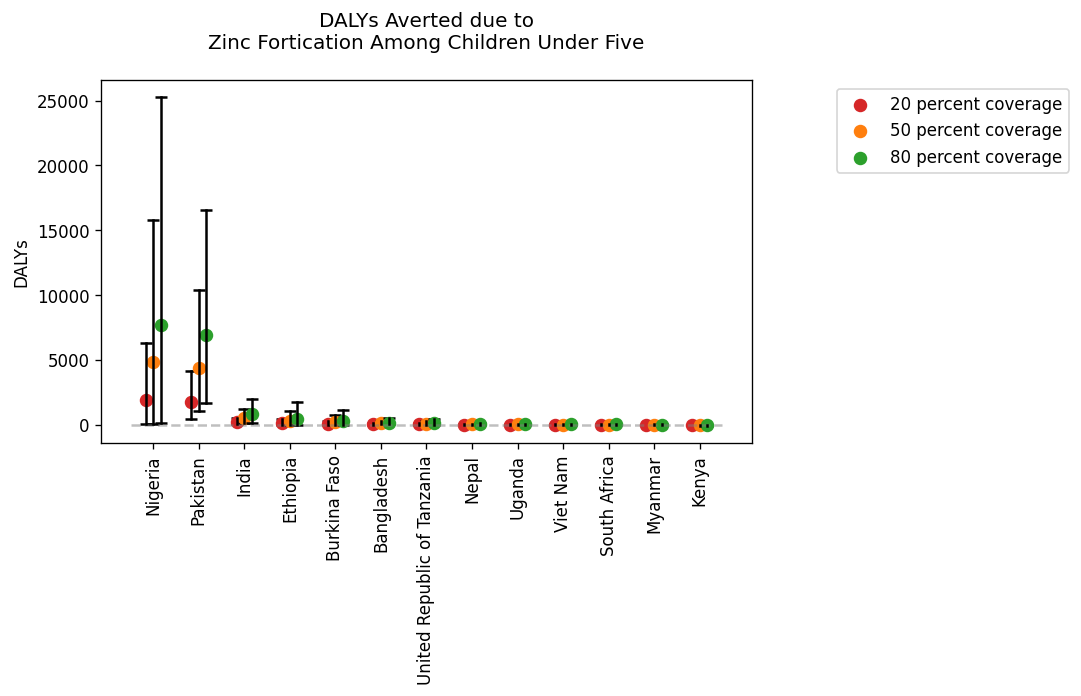 DALYs Averted due to
Zinc Fortication Among Children Under Five
20 percent coverage
50 percent coverage
80 percent coverage
DALYs
25000
20000
15000
10000
5000
0
Nigeria
Pakistan
India
Ethiopia
Burkina Faso
Bangladesh
United Republic of Tanzania
Nepal
Uganda
Viet Nam
South Africa
Myanmar
Kenya